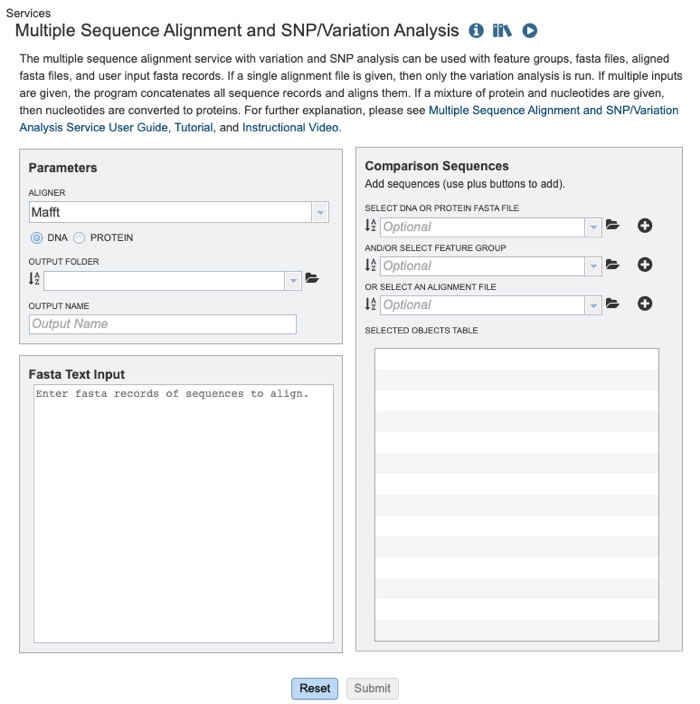 Services
Multiple Sequence Alignment and SNP/Variation Analysis
The multiple sequence alignment service with variation and SNP analysis can be used with feature groups, fasta files, aligned
fasta files, and user input fasta records. If a single alignment file is given, then only the variation analysis is run. If multiple inputs
are given, the program concatenates all sequence records and aligns them. If a mixture of protein and nucleotides are given,
then nucleotides are converted to proteins. For further explanation, please see Multiple Sequence Alignment and SNP/Variation
Analysis Service User Guide, Tutorial, and Instructional Video.
Parameters
ALIGNER
Mafft
DNA PROTEIN
OUTPUT FOLDER
OUTPUT NAME
Output Name
Fasta Text Input
Enter fasta records of sequences to align.
Comparison Sequences
Add sequences (use plus buttons to add).
SELECT DNA OR PROTEIN FASTA FILE
Optional
AND/OR SELECT FEATURE GROUP
Optional
OR SELECT AN ALIGNMENT FILE
Optional
SELECTED OBJECTS TABLE
Reset Submit